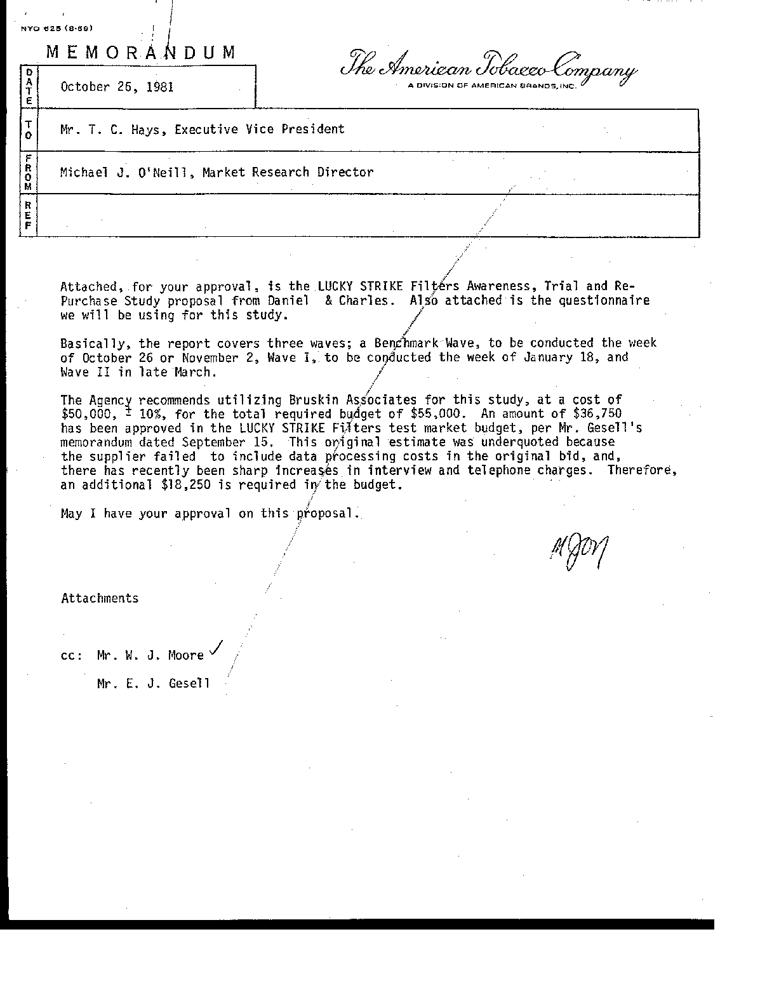 NYO 625 (8-69)
MEMORANDUM
The American Tobacco Company
A DIVISION OF AMERICAN BRANDS, INC.
DATE
October 26, 1981
TO
Mr. T. C. Hays, Executive Vice President
FROM
Michael J. O'Neill, Market Research Director
REF
Attached, for your approval, is the LUCKY STRIKE Filters Awareness, Trial and Re-
Purchase Study proposal from Daniel & Charles. Also attached is the questionnaire
we will be using for this study.
Basically, the report covers three waves; a Benchmark Wave, to be conducted the week
of October 26 or November 2, Wave I, to be conducted the week of January 18, and
Wave II in late March.
The Agency recommends utilizing Bruskin Associates for this study, at a cost of
$50,000, ± 10%, for the total required budget of $55,000. An amount of $36,750
has been approved in the LUCKY STRIKE Filters test market budget, per Mr. Gesell's
memorandum dated September 15. This original estimate was underquoted because
the supplier failed to include data processing costs in the original bid, and,
there has recently been sharp increases in interview and telephone charges. Therefore,
an additional $18,250 is required in the budget.
May I have your approval on this proposal.
MJON
Attachments
cc: Mr. W. J. Moore ✓
Mr. E. J. Gesell